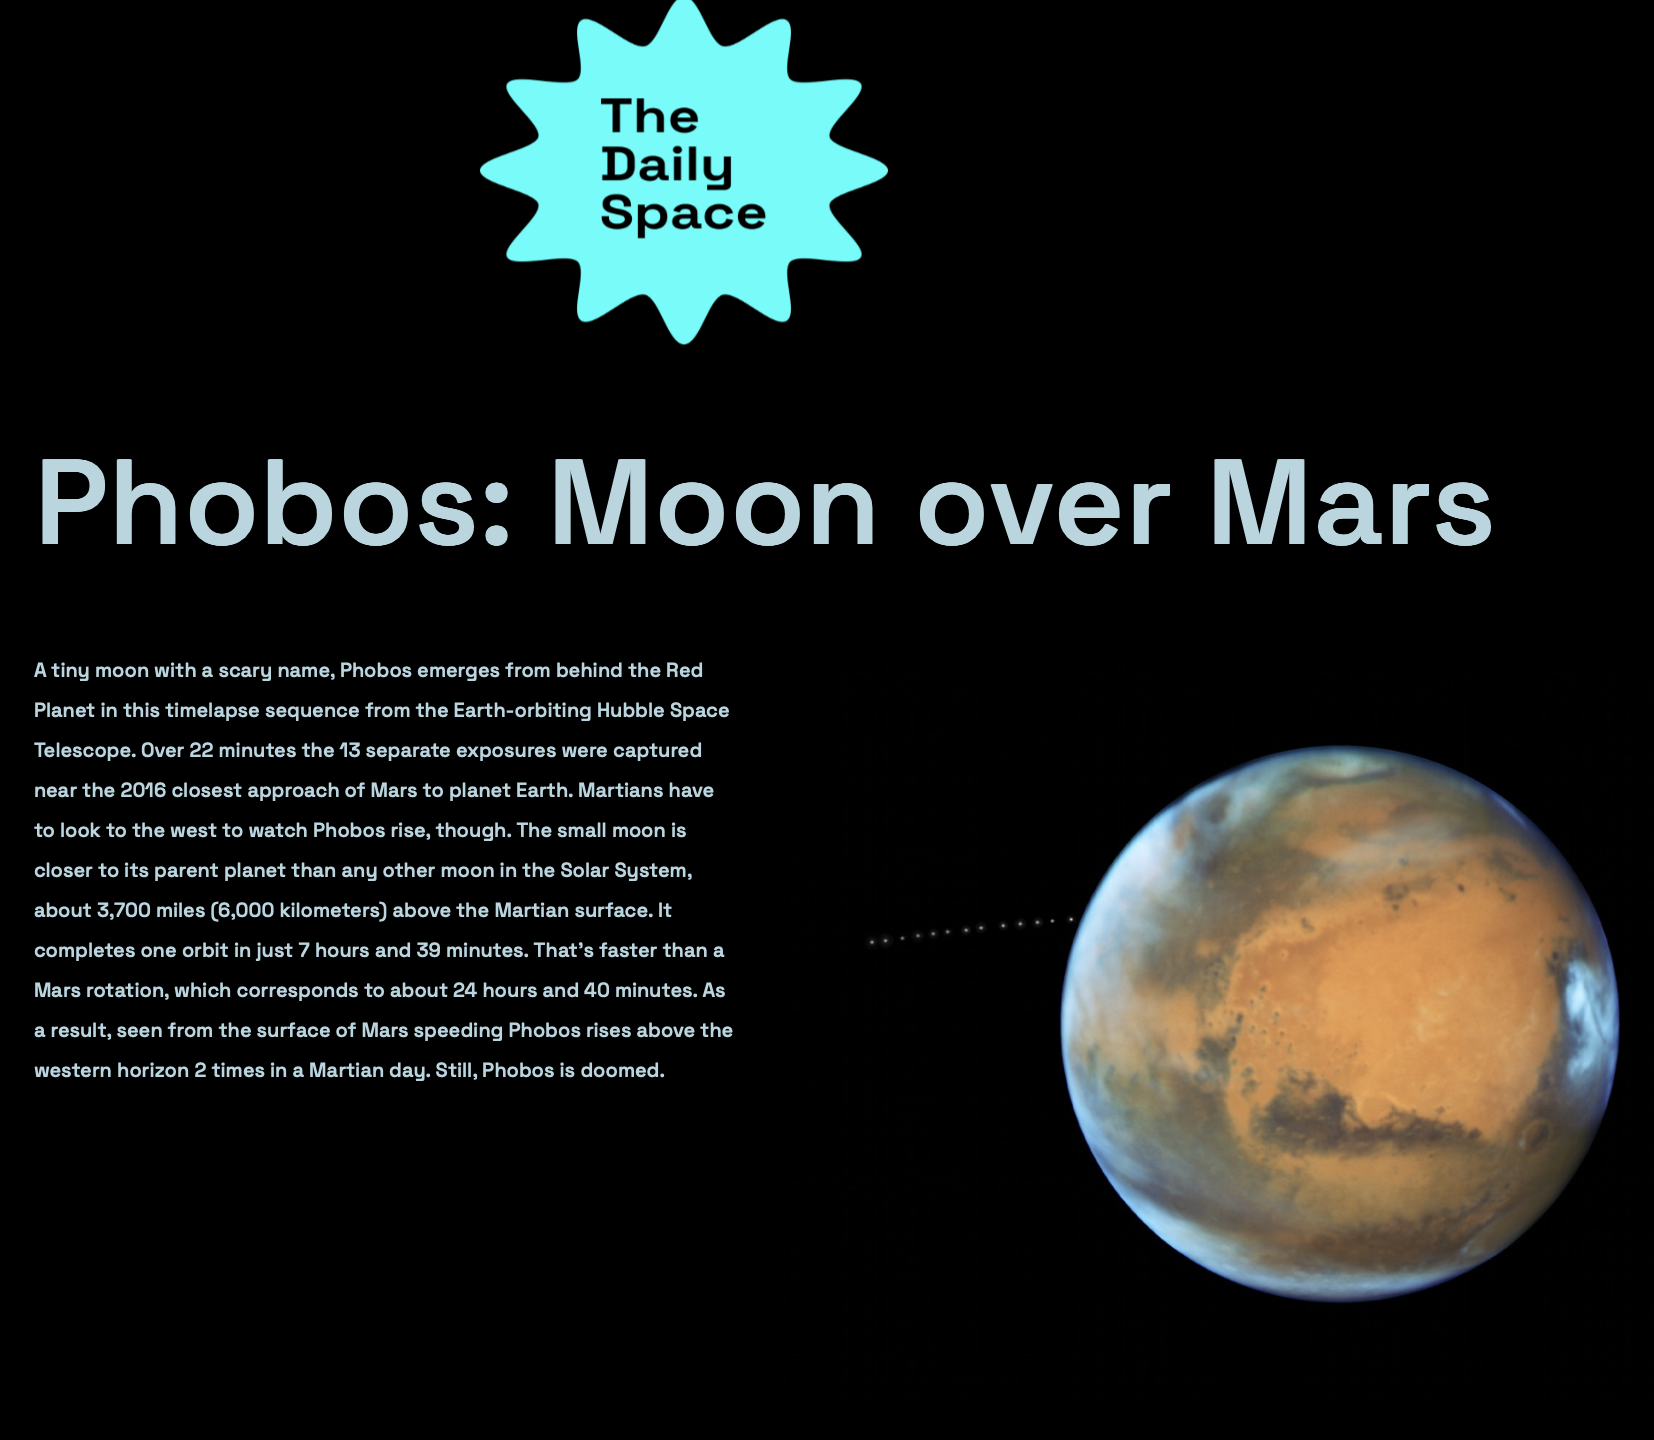 The
Daily
Space
Phobos: Moon over Mars
A tiny moon with a scary name, Phobos emerges from behind the Red
Planet in this timelapse sequence from the Earth-orbiting Hubble Space
Telescope. Over 22 minutes the 13 separate exposures were captured
near the 2016 closest approach of Mars to planet Earth. Martians have
to look to the west to watch Phobos rise, though. The small moon is
closer to its parent planet than any other moon in the Solar System,
about 3,700 miles (6,000 kilometers) above the Martian surface. It
completes one orbit in just 7 hours and 39 minutes. That's faster than a
Mars rotation, which corresponds to about 24 hours and 40 minutes. As
a result, seen from the surface of Mars speeding Phobos rises above the
western horizon 2 times in a Martian day. Still, Phobos is doomed.